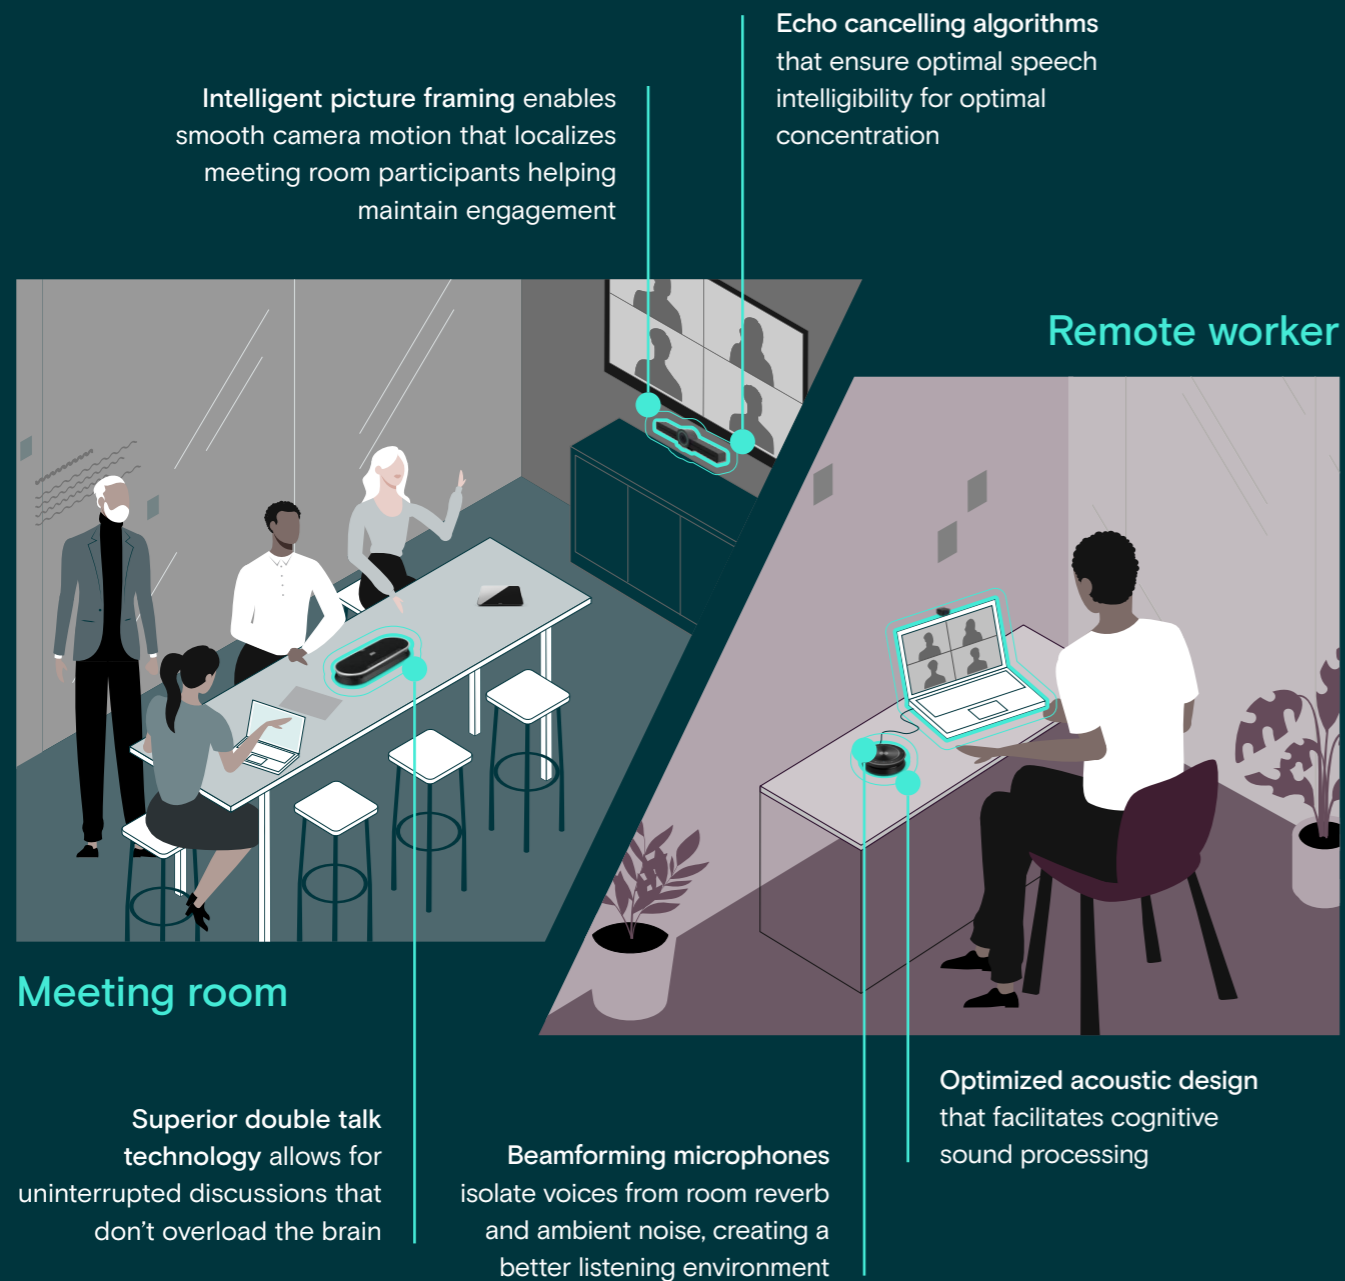 Echo cancelling algorithms
that ensure optimal speech
intelligibility for optimal
concentration
Intelligent picture framing enables
smooth camera motion that localizes
meeting room participants helping
maintain engagement
Remote worker
Meeting room
Superior double talk
technology allows for
uninterrupted discussions that
don’t overload the brain
Beamforming microphones
isolate voices from room reverb
and ambient noise, creating a
better listening environment
Optimized acoustic design
that facilitates cognitive
sound processing